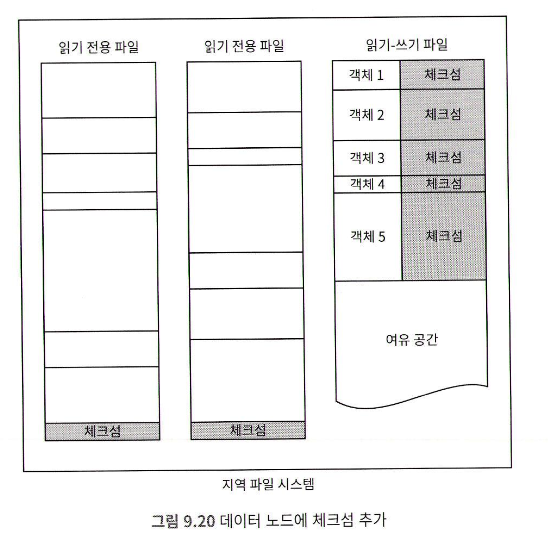 읽기 전용 파일
읽기 전용 파일
읽기-쓰기 파일
객체 1
체크섬
객체 2
체크섬
객체 3
체크섬
객체 4
체크섬
객체 5
체크섬
여유 공간
체크섬
체크섬
지역 파일 시스템
그림 9.20 데이터 노드에 체크섬 추가